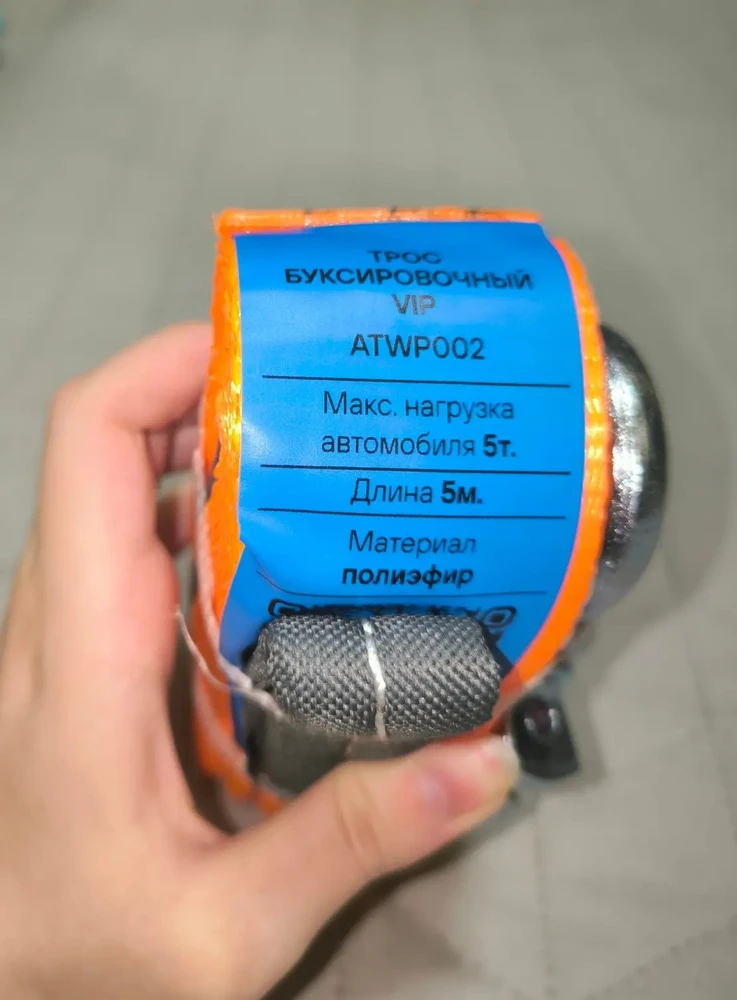 ТРОС
БУКСИРОВОЧНЫЙ
VIP
ATWP002
Макс. нагрузка
автомобиля 5т.
Длина 5м.
Материал
полиэфир